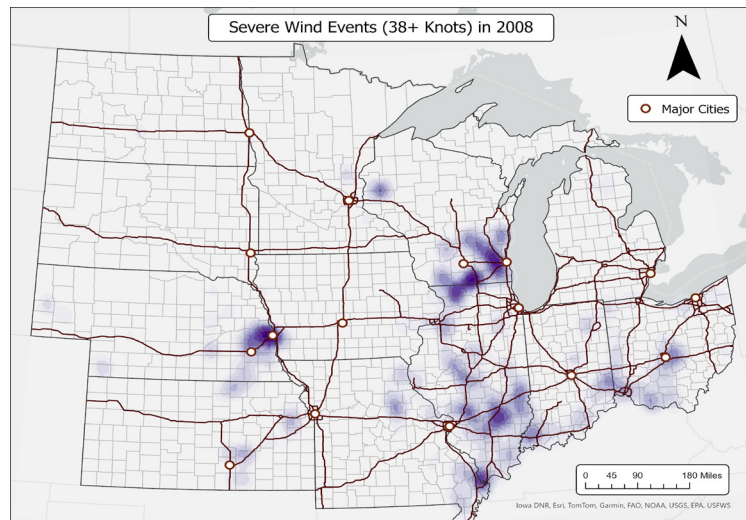 Severe Wind Events (38+ Knots) in 2008
N
Major Cities
0 45 90 180 Miles
Iowa DNR, Esri, TomTom, Garmin, FAO, NOAA, USGS, EPA, USFWS